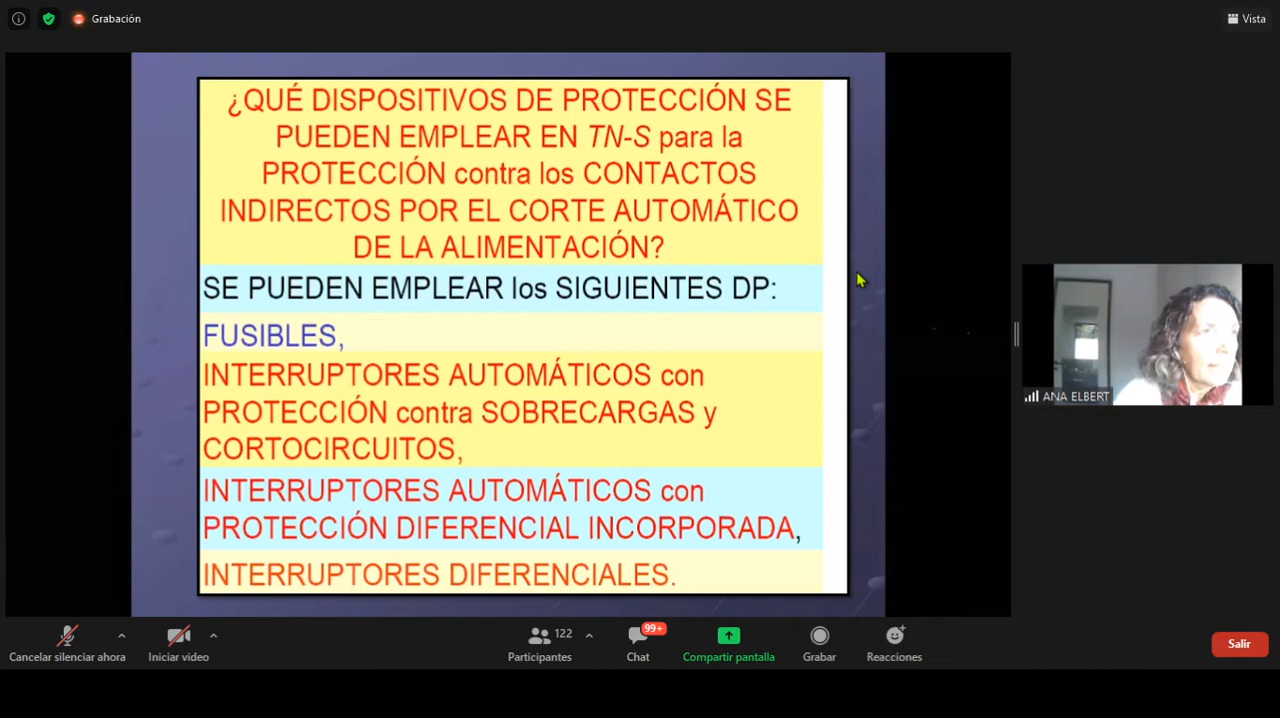 Grabación
Vista
¿QUÉ DISPOSITIVOS DE PROTECCIÓN SE
PUEDEN EMPLEAR EN TN-S para la
PROTECCIÓN contra los CONTACTOS
INDIRECTOS POR EL CORTE AUTOMÁTICO
DE LA ALIMENTACIÓN?
SE PUEDEN EMPLEAR los SIGUIENTES DP:
FUSIBLES,
INTERRUPTORES AUTOMÁTICOS con
PROTECCIÓN contra SOBRECARGAS y
CORTOCIRCUITOS,
INTERRUPTORES AUTOMÁTICOS con
PROTECCIÓN DIFERENCIAL INCORPORADA,
INTERRUPTORES DIFERENCIALES.
ANA ELBERT
Cancelar silenciar ahora
Iniciar video
122
Participantes
99+
Chat
Compartir pantalla
Grabar
Reacciones
Salir